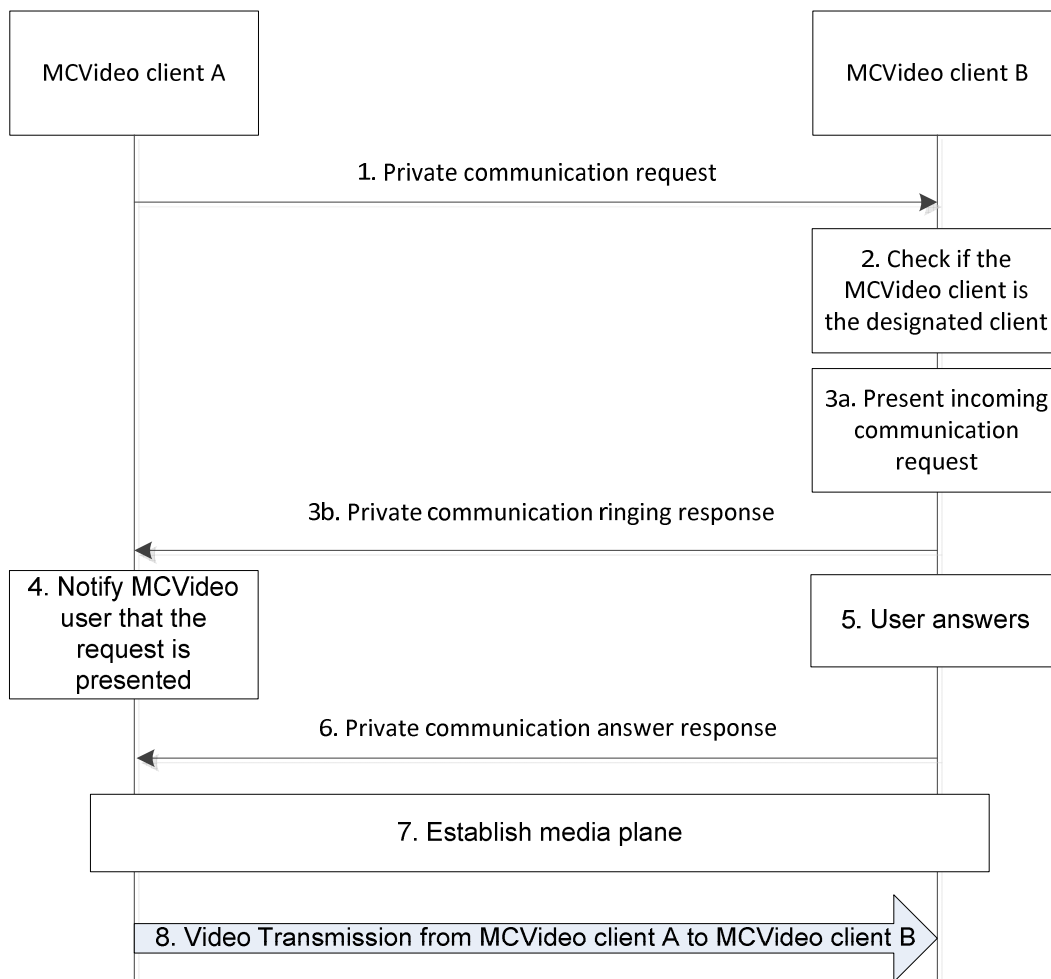 MCVideo client A
MCVideo client B
1. Private communication request
2. Check if the
MCVideo client is
the designated client
3a. Present incoming
communication
request
3b. Private communication ringing response
4. Notify MCVideo
user that the
request is
presented
5. User answers
6. Private communication answer response
7. Establish media plane
8. Video Transmission from MCVideo client A to MCVideo client B